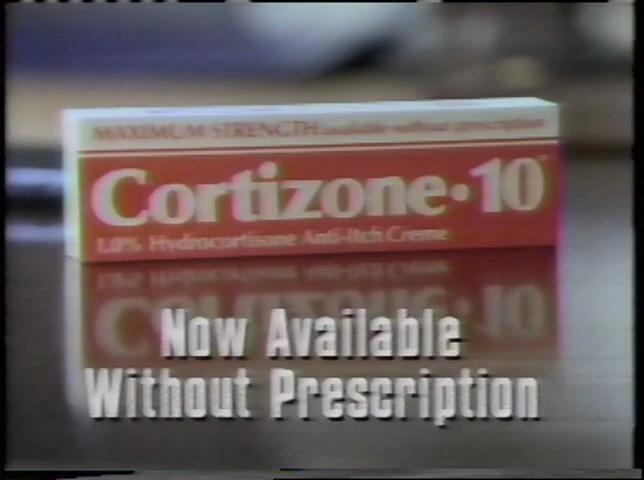 MAXIMUM STRENGTH available without prescription
Cortizone·10
1.0% Hydrocortisone Anti-Itch Creme
Now Available
Without Prescription